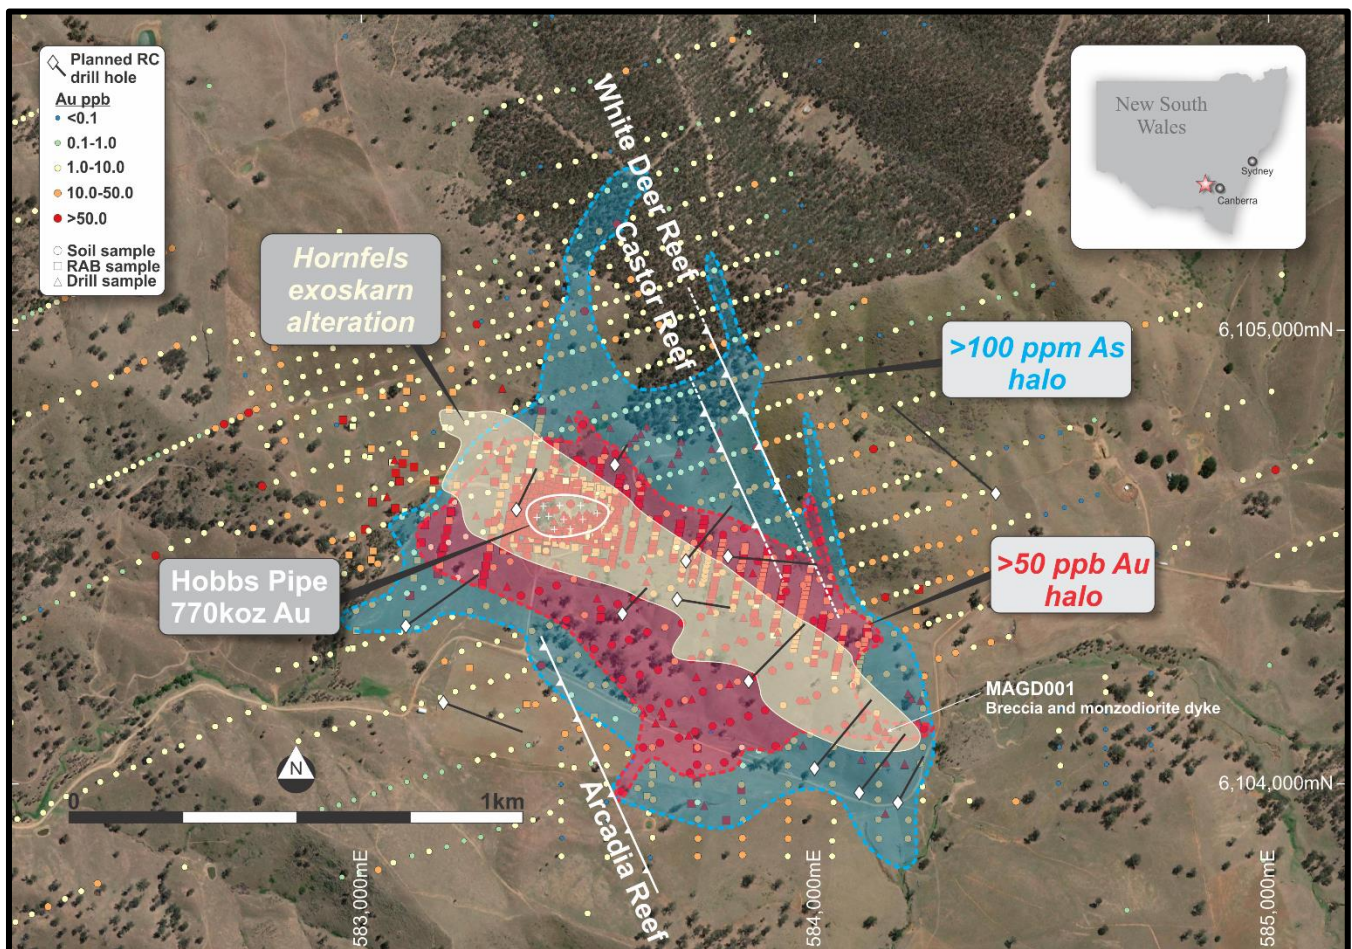 Planned RC
drill hole
Au ppb
<0.1
0.1-1.0
1.0-10.0
10.0-50.0
>50.0
Soil sample
RAB sample
Drill sample
New South
Wales
Sydney
Canberra
White Deer Reef
Castor Reef
Hornfels
exoskarn
alteration
6,105,000mN
>100 ppm As
halo
>50 ppb Au
halo
Hobbs Pipe
770koz Au
MAGD001
Breccia and monzodiorite dyke
N
0
1km
6,104,000mN
Arcadia Reef
583,000mE
584,000mE
585,000mE